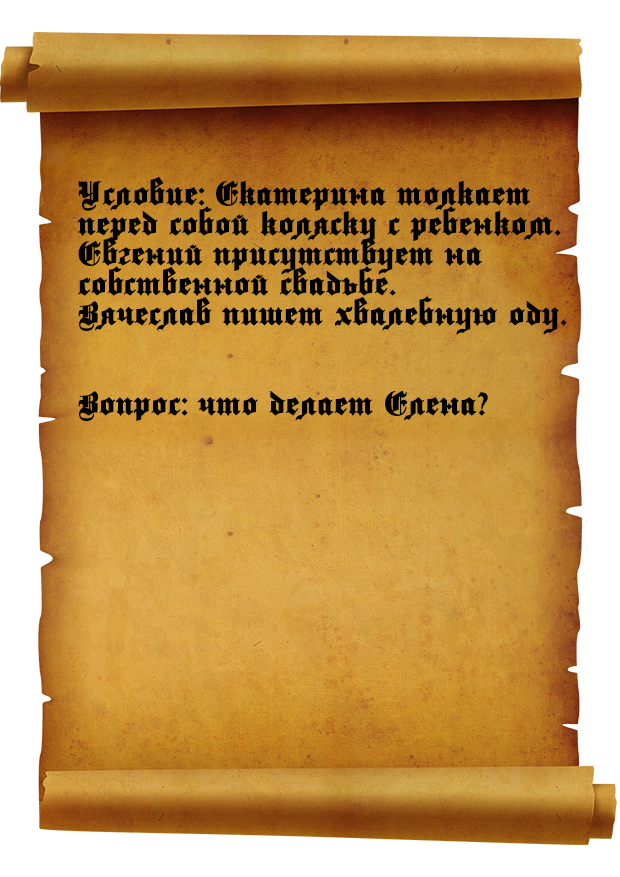 Условие: Екатерина толкает
перед собой коляску с ребенком.
Евгений присутствует на
собственной свадьбе.
Вячеслав пишет хвалебную оду.
Вопрос: что делает Елена?